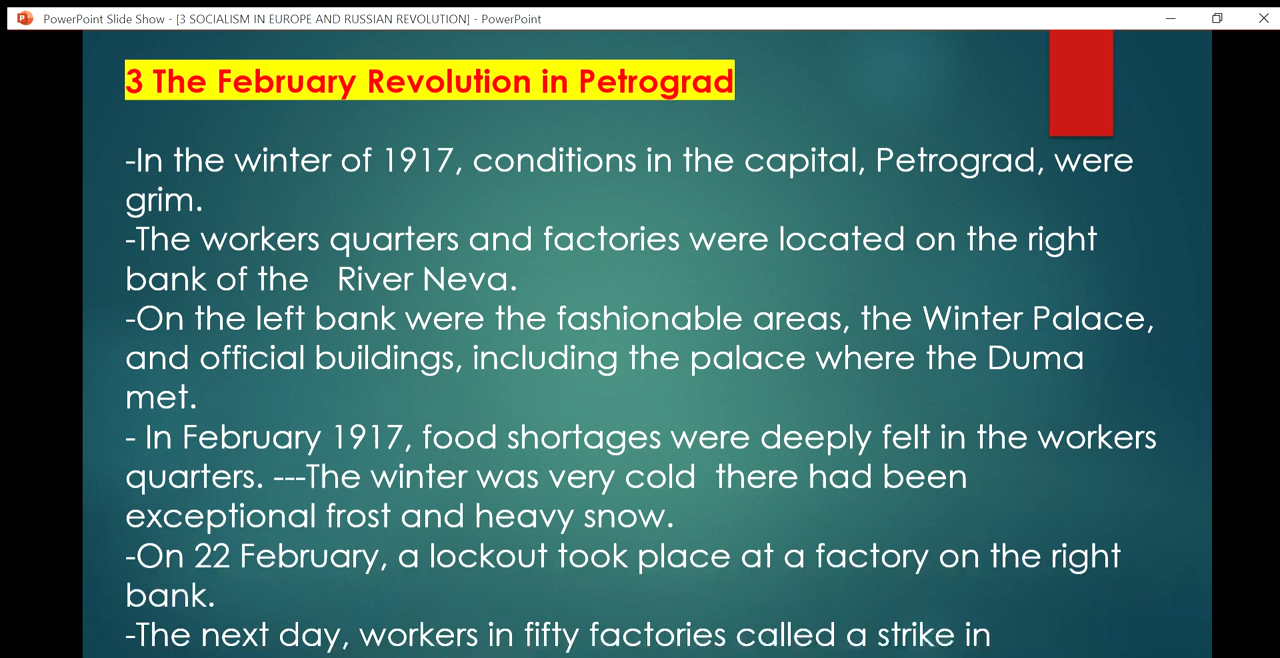 PowerPoint Slide Show - [3 SOCIALISM IN EUROPE AND RUSSIAN REVOLUTION] - PowerPoint
3 The February Revolution in Petrograd
-In the winter of 1917, conditions in the capital, Petrograd, were
grim.
-The workers quarters and factories were located on the right
bank of the   River Neva.
-On the left bank were the fashionable areas, the Winter Palace,
and official buildings, including the palace where the Duma
met.
- In February 1917, food shortages were deeply felt in the workers
quarters. ---The winter was very cold  there had been
exceptional frost and heavy snow.
-On 22 February, a lockout took place at a factory on the right
bank.
-The next day, workers in fifty factories called a strike in